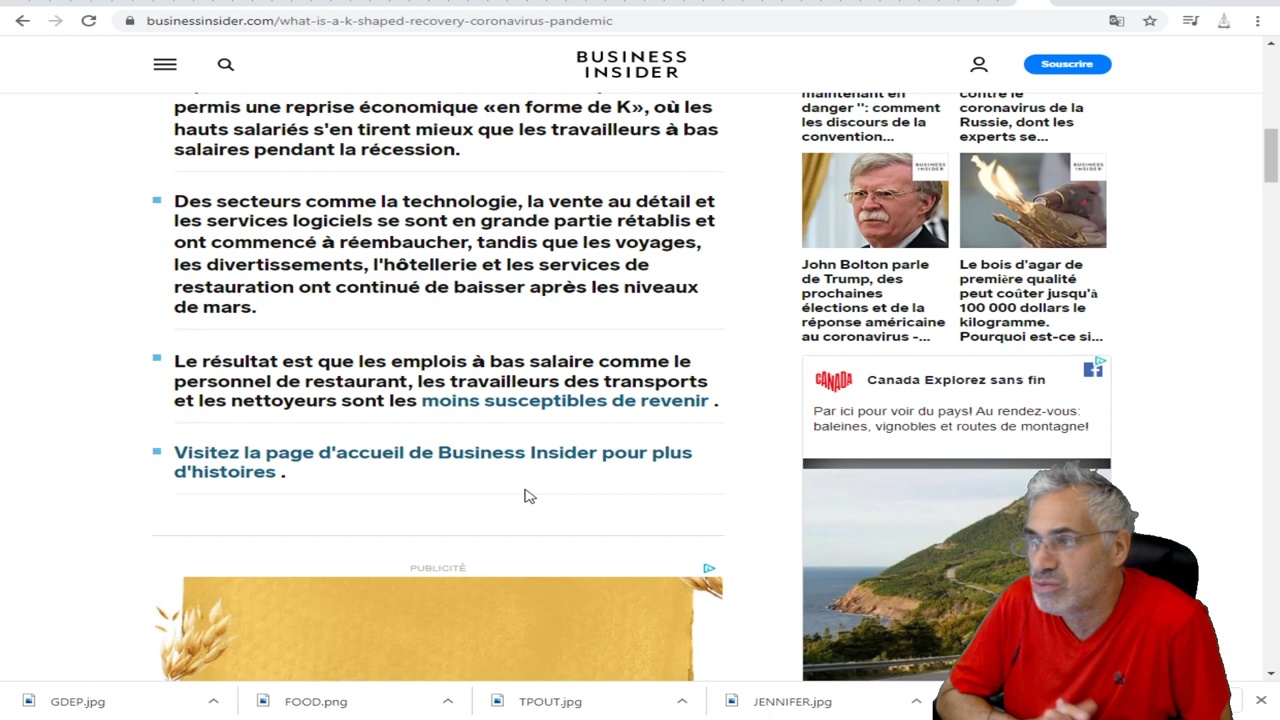 businessinsider.com/what-is-a-k-shaped-recovery-coronavirus-pandemic
BUSINESS
INSIDER
Souscrire
permis une reprise économique «en forme de K», où les
hauts salariés s'en tirent mieux que les travailleurs à bas
salaires pendant la récession.
Des secteurs comme la technologie, la vente au détail et
les services logiciels se sont en grande partie rétablis et
ont commencé à réembaucher, tandis que les voyages,
les divertissements, l'hôtellerie et les services de
restauration ont continué de baisser après les niveaux
de mars.
Le résultat est que les emplois à bas salaire comme le
personnel de restaurant, les travailleurs des transports
et les nettoyeurs sont les moins susceptibles de revenir .
Visitez la page d'accueil de Business Insider pour plus
d'histoires .
PUBLICITÉ
maintenant en
danger '': comment
les discours de la
convention...
contre le
coronavirus de la
Russie, dont les
experts se...
BUSINESS
INSIDER
BUSINESS
INSIDER
John Bolton parle
de Trump, des
prochaines
élections et de la
réponse américaine
au coronavirus -...
Le bois d'agar de
première qualité
peut coûter jusqu'à
100 000 dollars le
kilogramme.
Pourquoi est-ce si...
CANADA
Canada Explorez sans fin
Par ici pour voir du pays! Au rendez-vous:
baleines, vignobles et routes de montagne!
GDEP.jpg
FOOD.png
TPOUT.jpg
JENNIFER.jpg